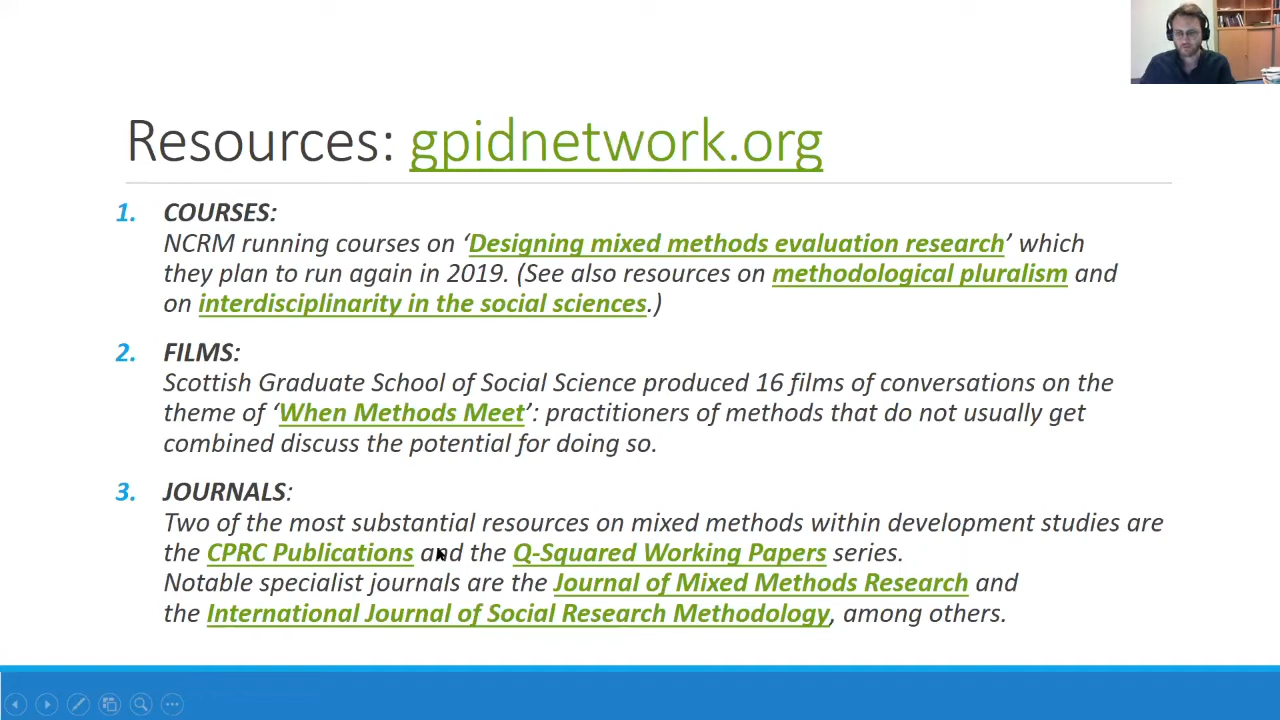 Resources: gpidnetwork.org
1. COURSES:
NCRM running courses on ‘Designing mixed methods evaluation research’ which
they plan to run again in 2019. (See also resources on methodological pluralism and
on interdisciplinarity in the social sciences.)
2. FILMS:
Scottish Graduate School of Social Science produced 16 films of conversations on the
theme of ‘When Methods Meet’: practitioners of methods that do not usually get
combined discuss the potential for doing so.
3. JOURNALS:
Two of the most substantial resources on mixed methods within development studies are
the CPRC Publications and the Q-Squared Working Papers series.
Notable specialist journals are the Journal of Mixed Methods Research and
the International Journal of Social Research Methodology, among others.